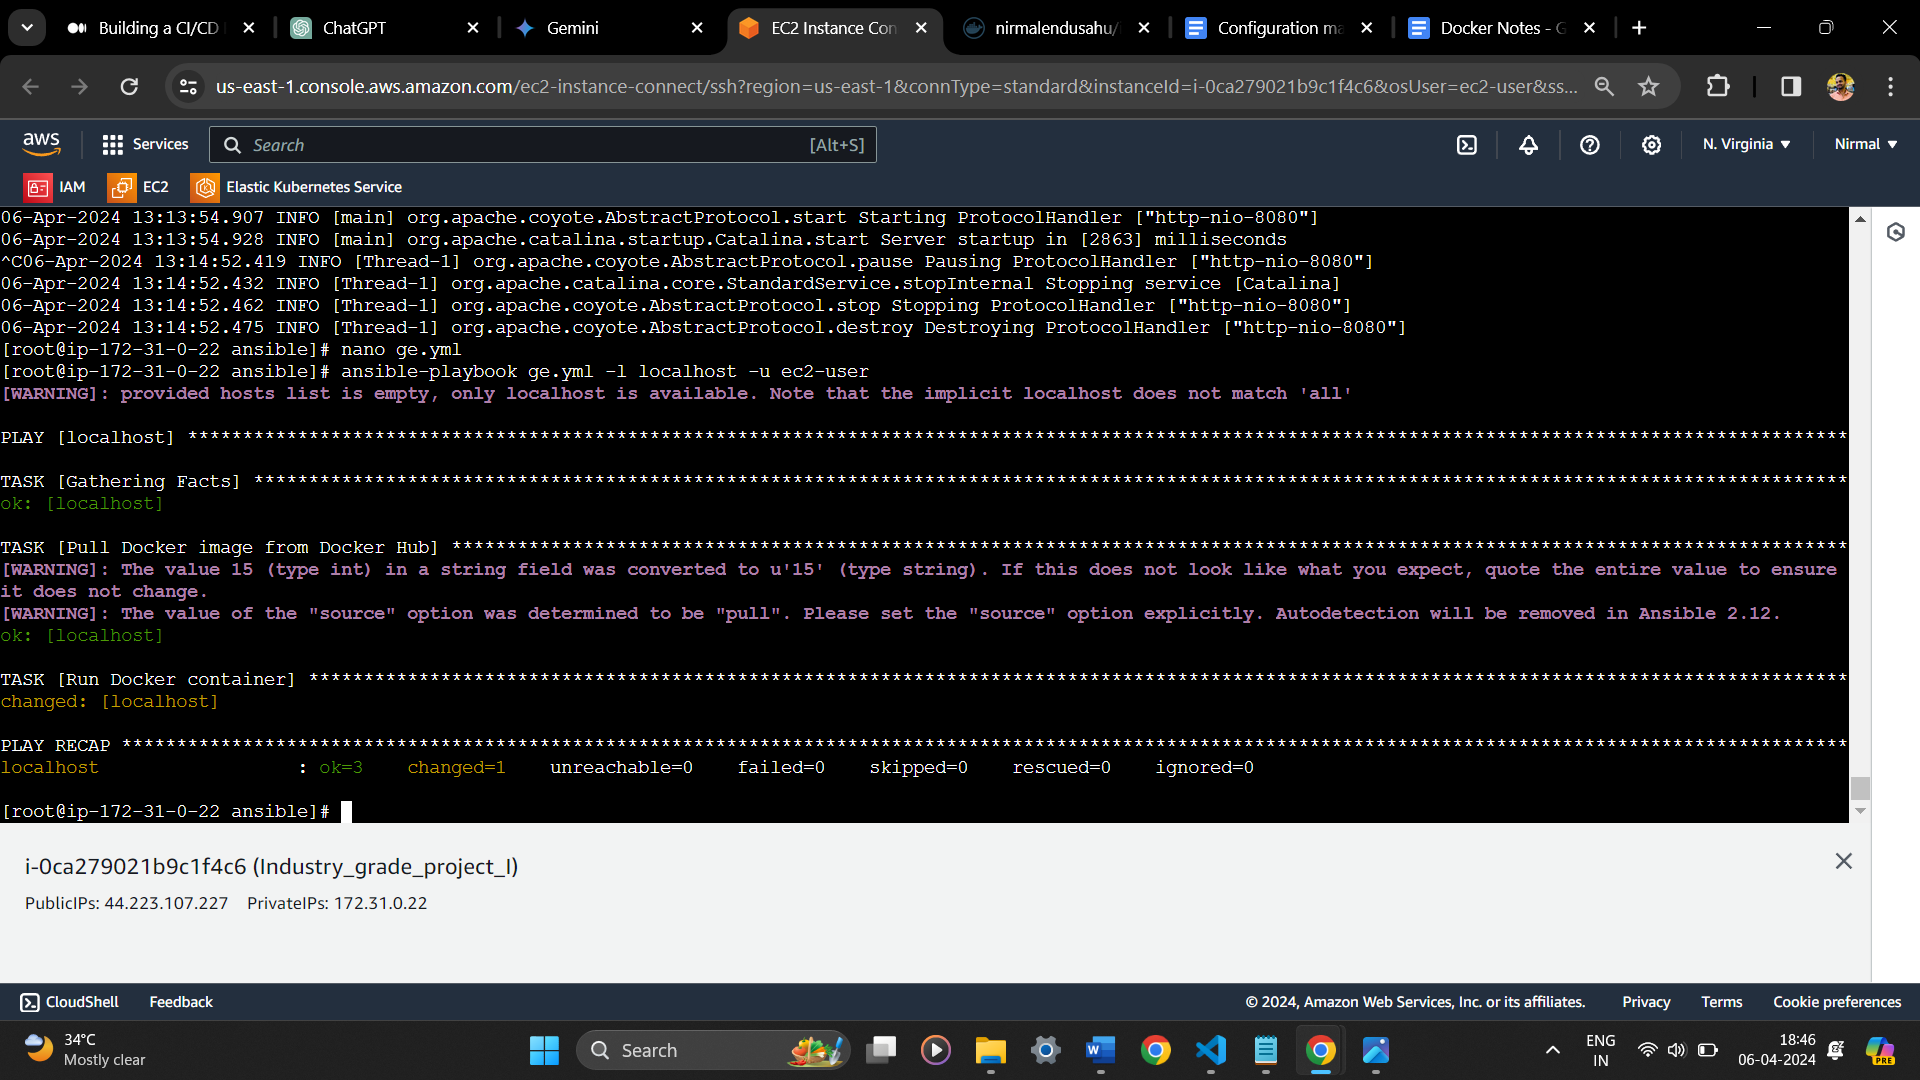 Building a CI/CD
ChatGPT
Gemini
EC2 Instance Con
nirmalendusahu/
Configuration ma
Docker Notes - G
us-east-1.console.aws.amazon.com/ec2-instance-connect/ssh?region=us-east-1&connType=standard&instanceId=i-0ca279021b9c1f4c6&osUser=ec2-user&ss...
aws
Services
Search
[Alt+S]
N. Virginia
Nirmal
IAM
EC2
Elastic Kubernetes Service
06-Apr-2024 13:13:54.907 INFO [main] org.apache.coyote.AbstractProtocol.start Starting ProtocolHandler ["http-nio-8080"]
06-Apr-2024 13:13:54.928 INFO [main] org.apache.catalina.startup.Catalina.start Server startup in [2863] milliseconds
^C06-Apr-2024 13:14:52.419 INFO [Thread-1] org.apache.coyote.AbstractProtocol.pause Pausing ProtocolHandler ["http-nio-8080"]
06-Apr-2024 13:14:52.432 INFO [Thread-1] org.apache.catalina.core.StandardService.stopInternal Stopping service [Catalina]
06-Apr-2024 13:14:52.462 INFO [Thread-1] org.apache.coyote.AbstractProtocol.stop Stopping ProtocolHandler ["http-nio-8080"]
06-Apr-2024 13:14:52.475 INFO [Thread-1] org.apache.coyote.AbstractProtocol.destroy Destroying ProtocolHandler ["http-nio-8080"]
[root@ip-172-31-0-22 ansible]# nano ge.yml
[root@ip-172-31-0-22 ansible]# ansible-playbook ge.yml -l localhost -u ec2-user
[WARNING]: provided hosts list is empty, only localhost is available. Note that the implicit localhost does not match 'all'
PLAY [localhost] ******************************************************************************************************************************************************
TASK [Gathering Facts] ************************************************************************************************************************************************
ok: [localhost]
TASK [Pull Docker image from Docker Hub] ******************************************************************************************************************************
[WARNING]: The value 15 (type int) in a string field was converted to u'15' (type string). If this does not look like what you expect, quote the entire value to ensure
it does not change.
[WARNING]: The value of the "source" option was determined to be "pull". Please set the "source" option explicitly. Autodetection will be removed in Ansible 2.12.
ok: [localhost]
TASK [Run Docker container] *******************************************************************************************************************************************
changed: [localhost]
PLAY RECAP ************************************************************************************************************************************************************
localhost : ok=3 changed=1 unreachable=0 failed=0 skipped=0 rescued=0 ignored=0
[root@ip-172-31-0-22 ansible]#
i-0ca279021b9c1f4c6 (Industry_grade_project_I)
PublicIPs: 44.223.107.227 PrivateIPs: 172.31.0.22
CloudShell
Feedback
© 2024, Amazon Web Services, Inc. or its affiliates.
Privacy
Terms
Cookie preferences
34°C
Mostly clear
Search
ENG
IN
18:46
06-04-2024
PRE